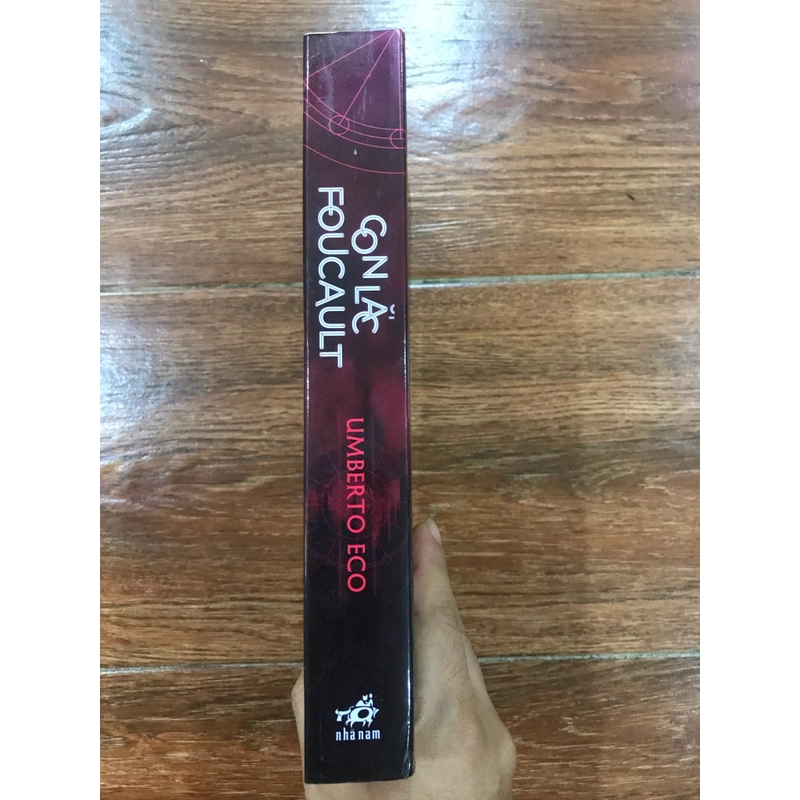 CON LẮC
FOUCAULT
UMBERTO ECO
nhã nam